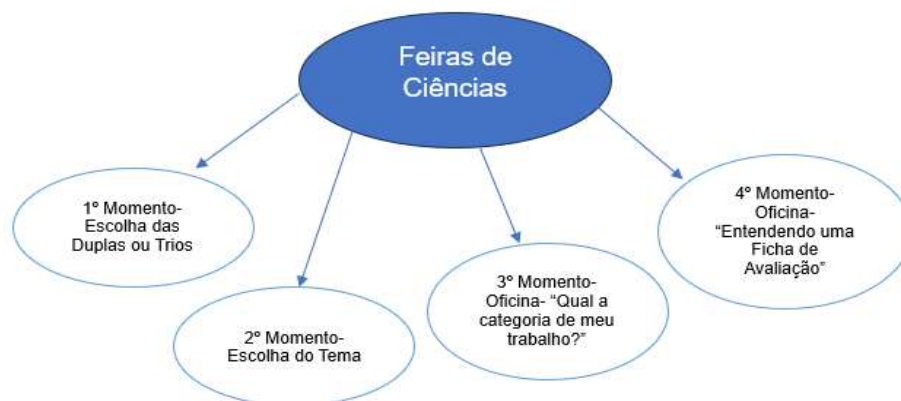 Feiras de
Ciências
1º Momento-
Escolha das
Duplas ou Trios
2º Momento-
Escolha do Tema
3º Momento-
Oficina- “Qual a
categoria de meu
trabalho?”
4º Momento-
Oficina-
“Entendendo uma
Ficha de
Avaliação”